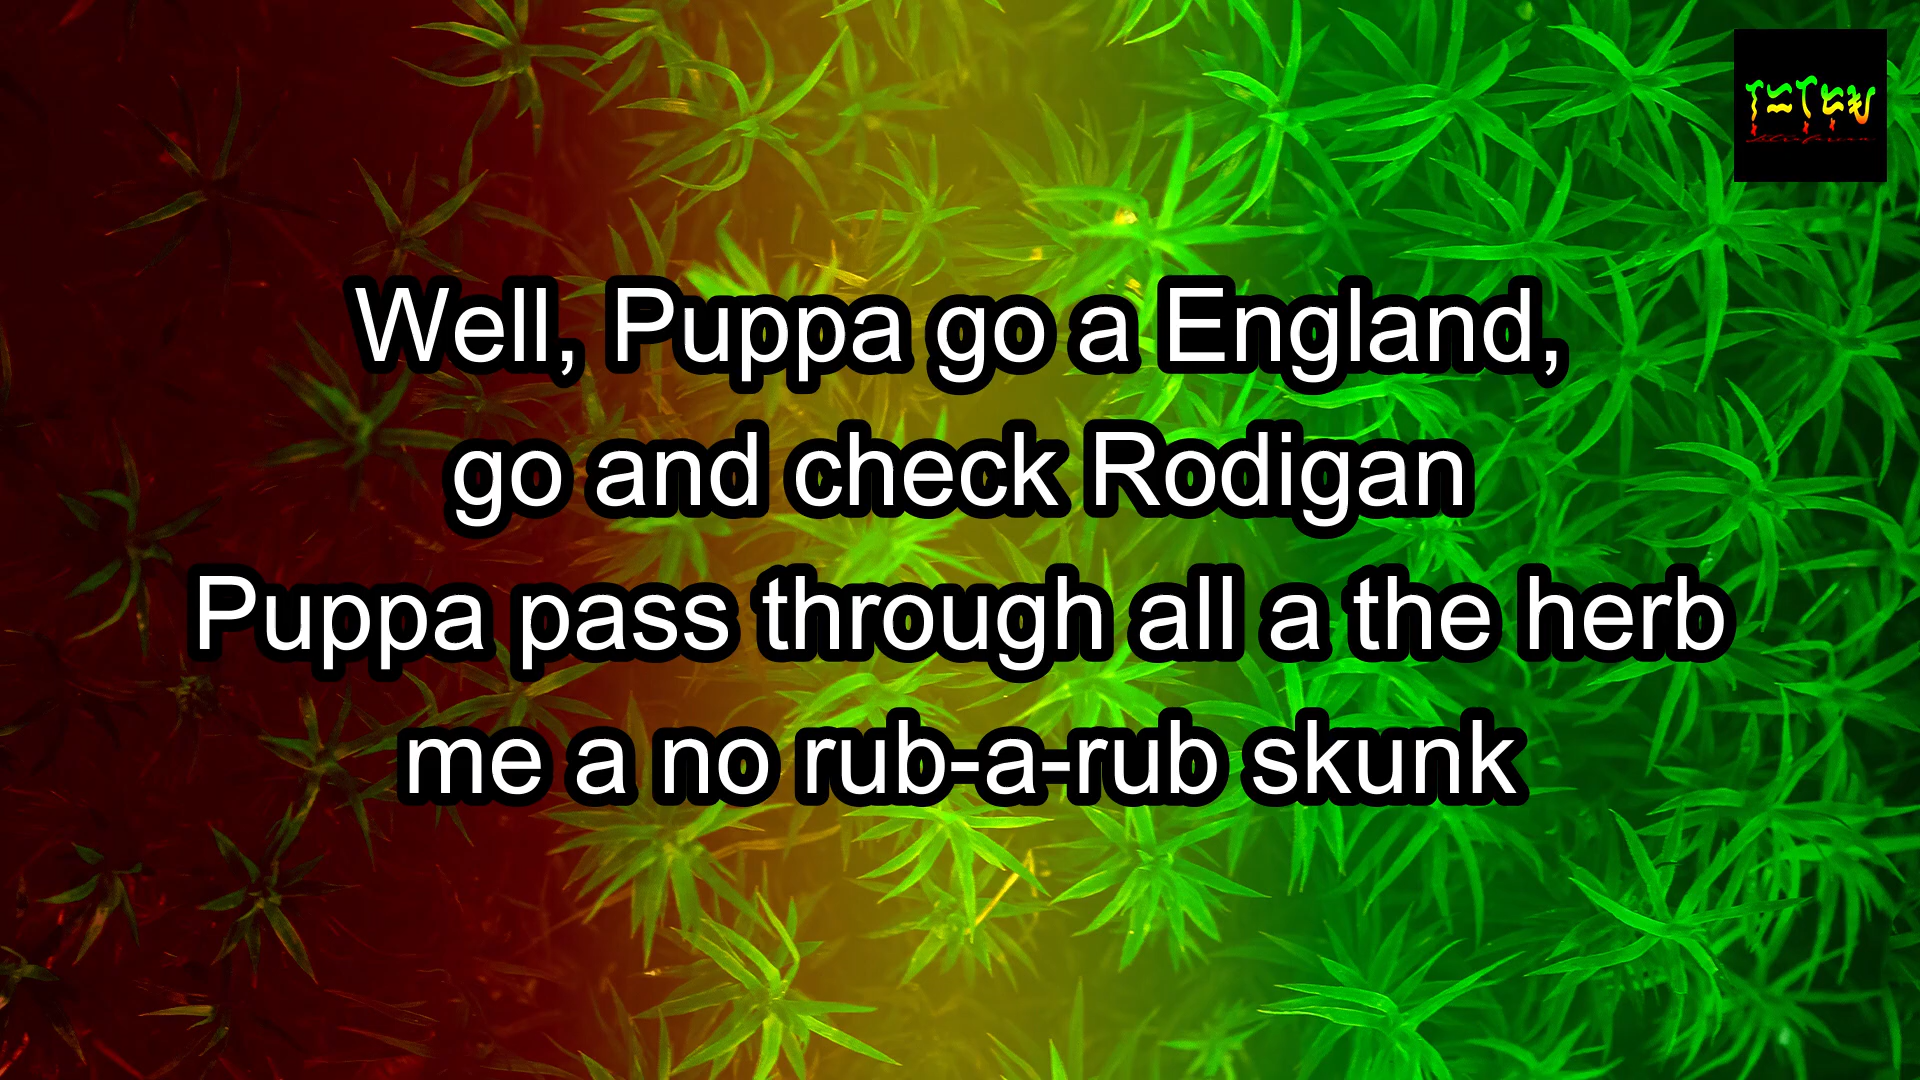 Well, Puppa go a England,
go and check Rodigan
Puppa pass through all a the herb
me a no rub-a-rub skunk